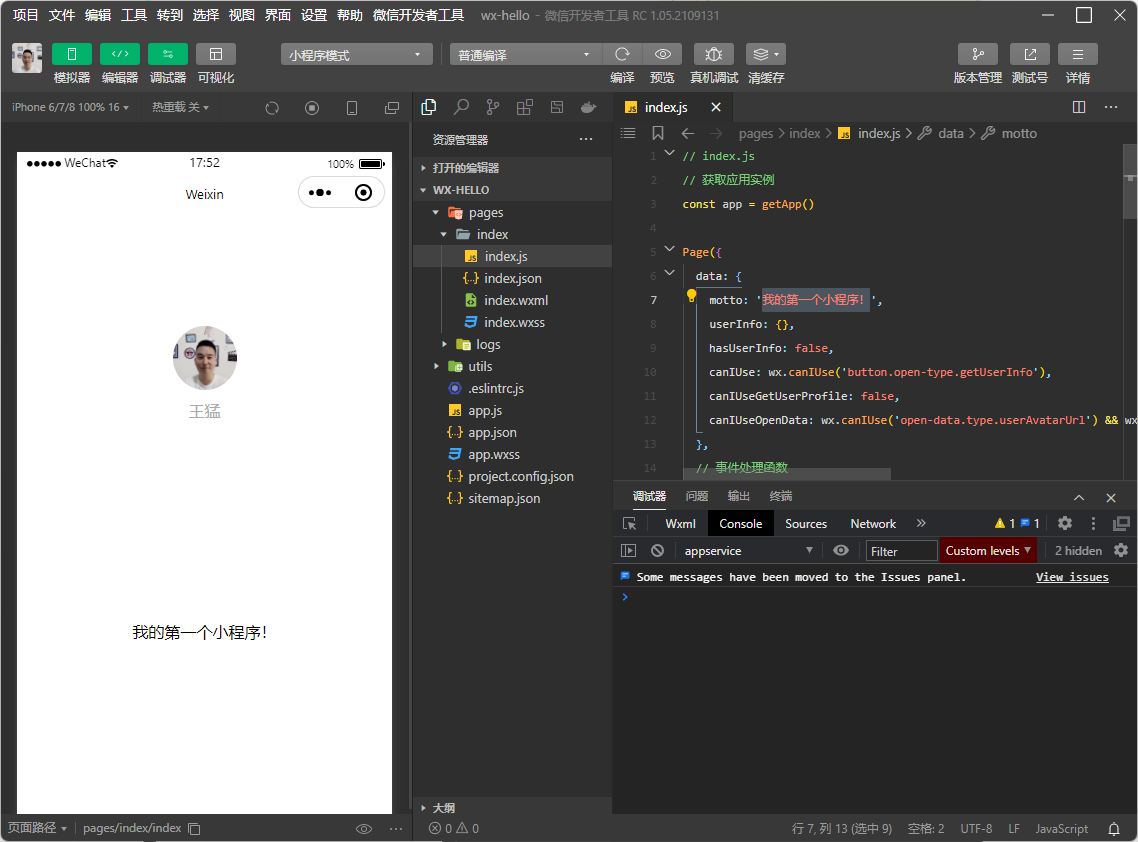 项目 文件 编辑 工具 转到 选择 视图 界面 设置 帮助 微信开发者工具 wx-hello - 微信开发者工具 RC 1.05.2109131
小程序模式 普通编译
模拟器 编辑器 调试器 可视化 编译 预览 真机调试 清缓存 版本管理 测试号 详情
iPhone 6/7/8 100% 16 热重载 关
WeChat 17:52 100%
Weixin
王猛
我的第一个小程序!
页面路径 pages/index/index
资源管理器
打开的编辑器
WX-HELLO
pages
index
index.js
index.json
index.wxml
index.wxss
logs
utils
.eslintrc.js
app.js
app.json
app.wxss
project.config.json
sitemap.json
大纲
0 0
index.js
pages > index > index.js > data > motto
1 // index.js
2 // 获取应用实例
3 const app = getApp()
4
5 Page({
6 data: {
7 motto: '我的第一个小程序!',
8 userInfo: {},
9 hasUserInfo: false,
10 canIUse: wx.canIUse('button.open-type.getUserInfo'),
11 canIUseGetUserProfile: false,
12 canIUseOpenData: wx.canIUse('open-data.type.userAvatarUrl') && wx
13 },
14 // 事件处理函数
调试器 问题 输出 终端
Wxml Console Sources Network » 1 1
appservice Filter Custom levels 2 hidden
Some messages have been moved to the Issues panel. View issues
>
行 7, 列 13 (选中 9) 空格: 2 UTF-8 LF JavaScript